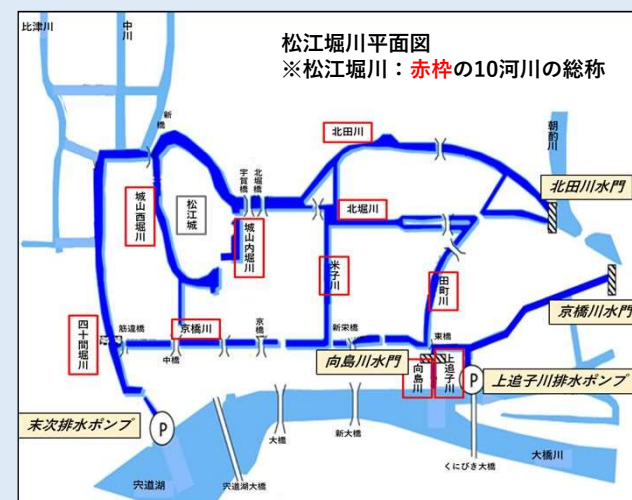 松江堀川平面図
※松江堀川：赤枠の10河川の総称
比津川
中川
新橋
北田川
朝酌川
宇賀橋
北堀橋
北田川水門
城山西堀川
松江城
城山内堀川
北堀川
米子川
田町川
京橋川水門
四十間堀川
筋違橋
京橋川
中橋
京橋
新栄橋
東橋
向島川水門
向島川
上追子川
上追子川排水ポンプ
P
末次排水ポンプ
P
大橋
新大橋
くにびき大橋
大橋川
宍道湖
宍道湖大橋